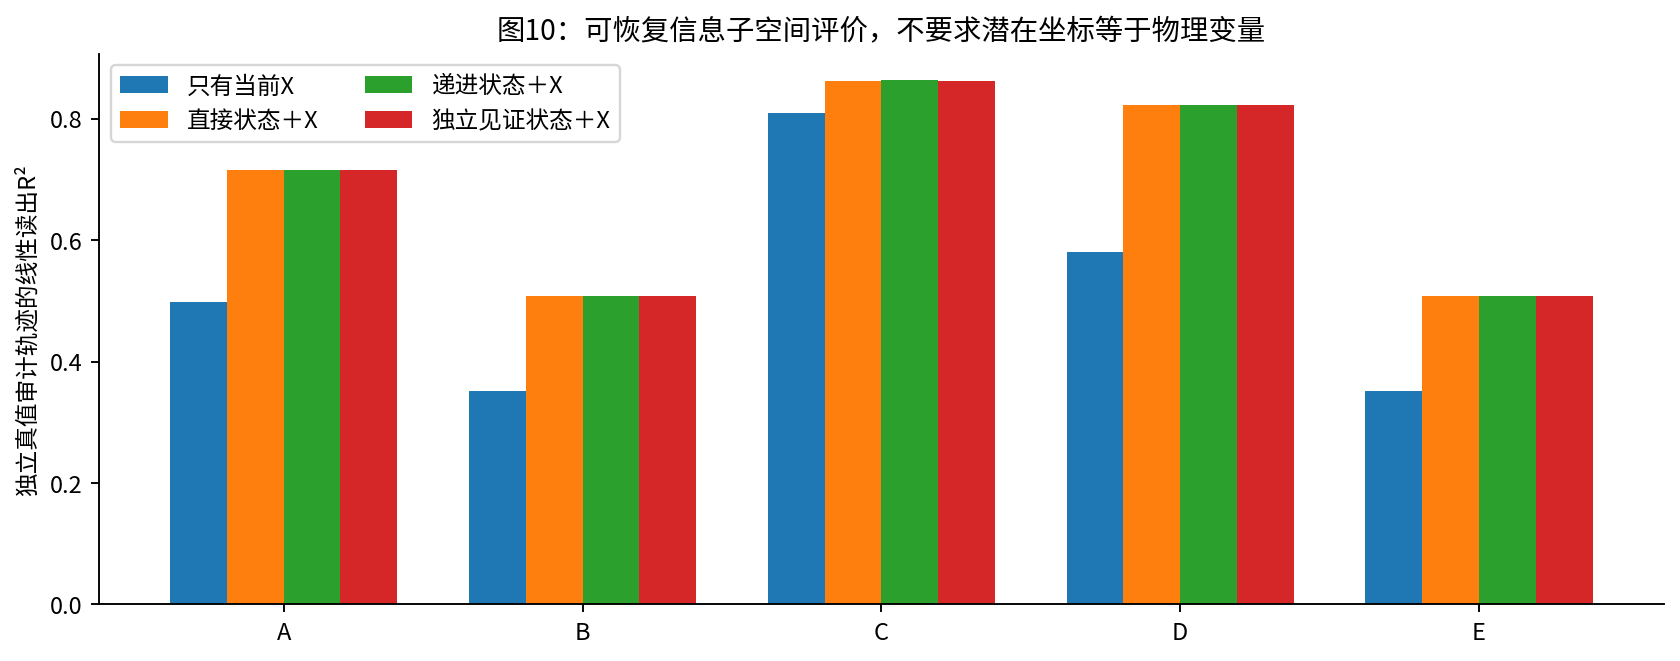 图10：可恢复信息子空间评价，不要求潜在坐标等于物理变量
只有当前X
直接状态＋X
递进状态＋X
独立见证状态＋X
独立真值审计轨迹的线性读出R²
0.8
0.6
0.4
0.2
0.0
A
B
C
D
E